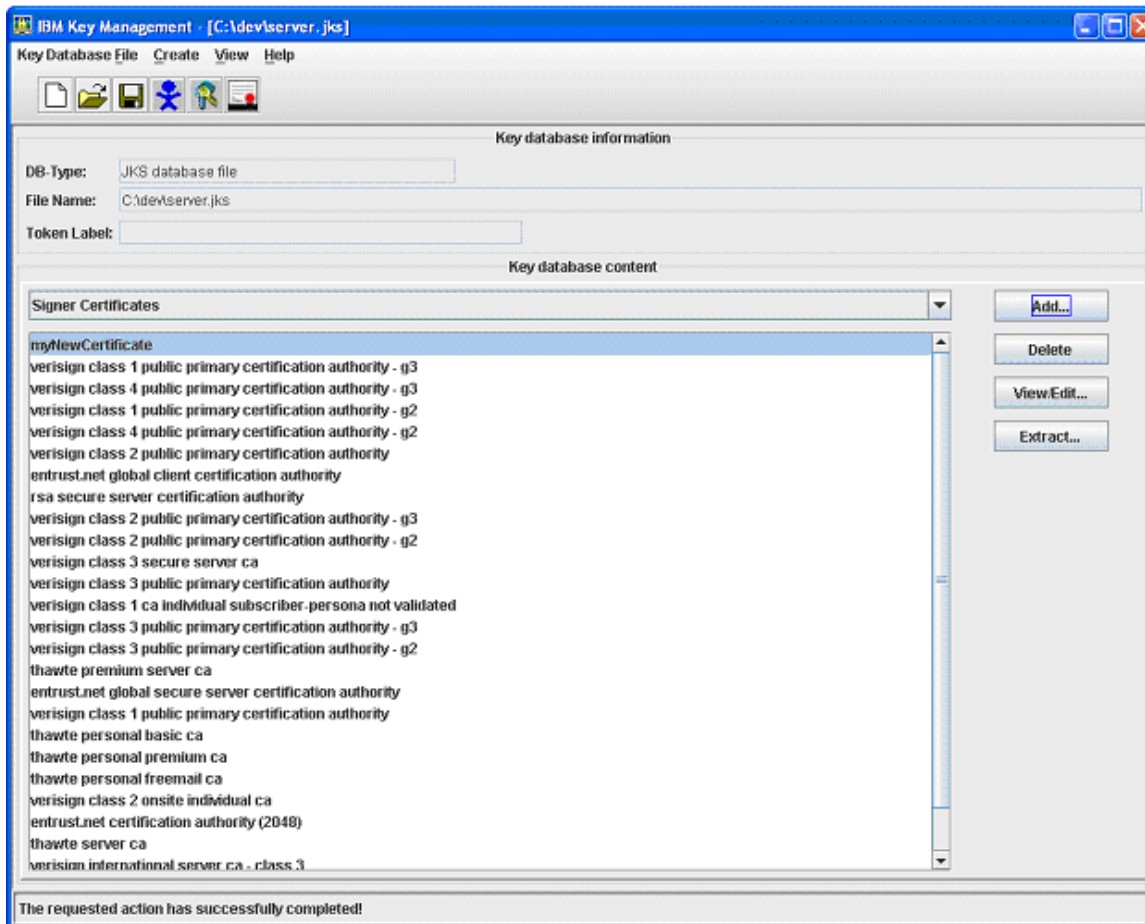 IBM Key Management - [C:\dev\server.jks]
Key Database File Create View Help
Key database information
DB-Type: JKS database file
File Name: C:\dev\server.jks
Token Label:
Key database content
Signer Certificates
Add...
myNewCertificate
Delete
verisign class 1 public primary certification authority - g3
verisign class 4 public primary certification authority - g3
View/Edit...
verisign class 1 public primary certification authority - g2
verisign class 4 public primary certification authority - g2
Extract...
verisign class 2 public primary certification authority
entrust.net global client certification authority
rsa secure server certification authority
verisign class 2 public primary certification authority - g3
verisign class 2 public primary certification authority - g2
verisign class 3 secure server ca
verisign class 3 public primary certification authority
verisign class 1 ca individual subscriber-persona not validated
verisign class 3 public primary certification authority - g3
verisign class 3 public primary certification authority - g2
thawte premium server ca
entrust.net global secure server certification authority
verisign class 1 public primary certification authority
thawte personal basic ca
thawte personal premium ca
thawte personal freemail ca
verisign class 2 onsite individual ca
entrust.net certification authority (2048)
thawte server ca
verisign international server ca - class 3
The requested action has successfully completed!